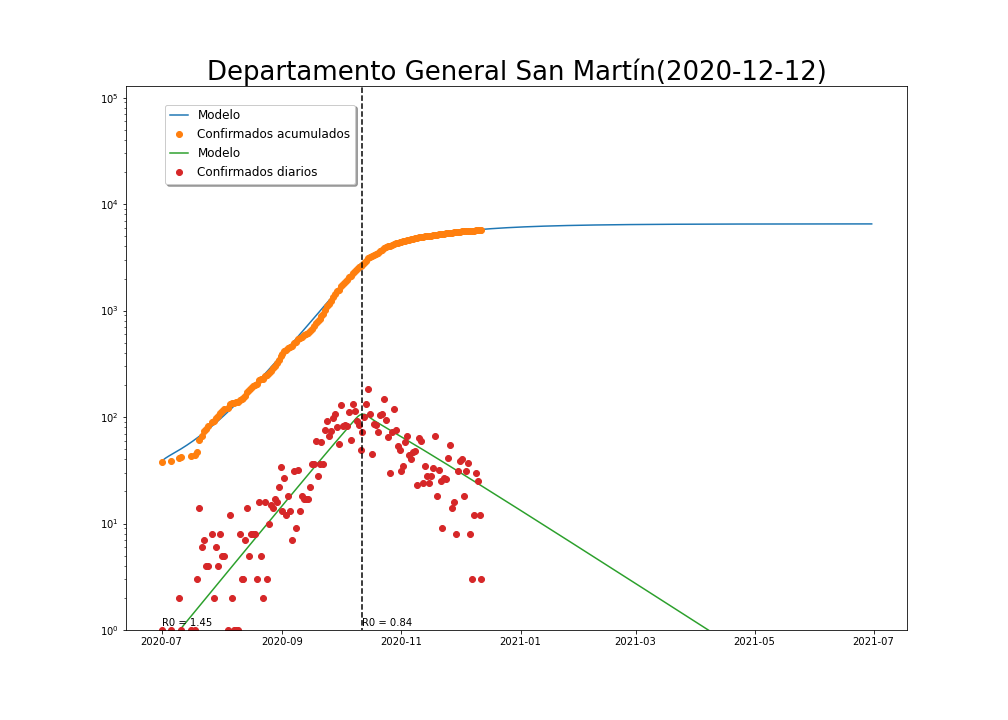 Departamento General San Martín(2020-12-12)
Modelo
Confirmados acumulados
Modelo
Confirmados diarios
10⁵
10⁴
10³
10²
10¹
10⁰
R0 = 1.45 R0 = 0.84
2020-07 2020-09 2020-11 2021-01 2021-03 2021-05 2021-07